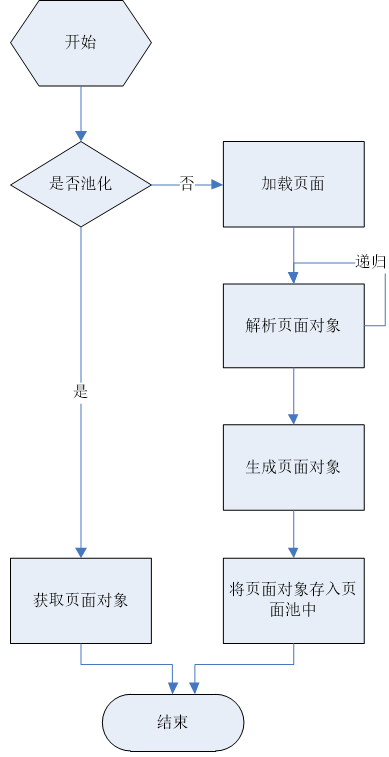 开始
是否池化
否
加载页面
递归
解析页面对象
是
生成页面对象
获取页面对象
将页面对象存入页
面池中
结束